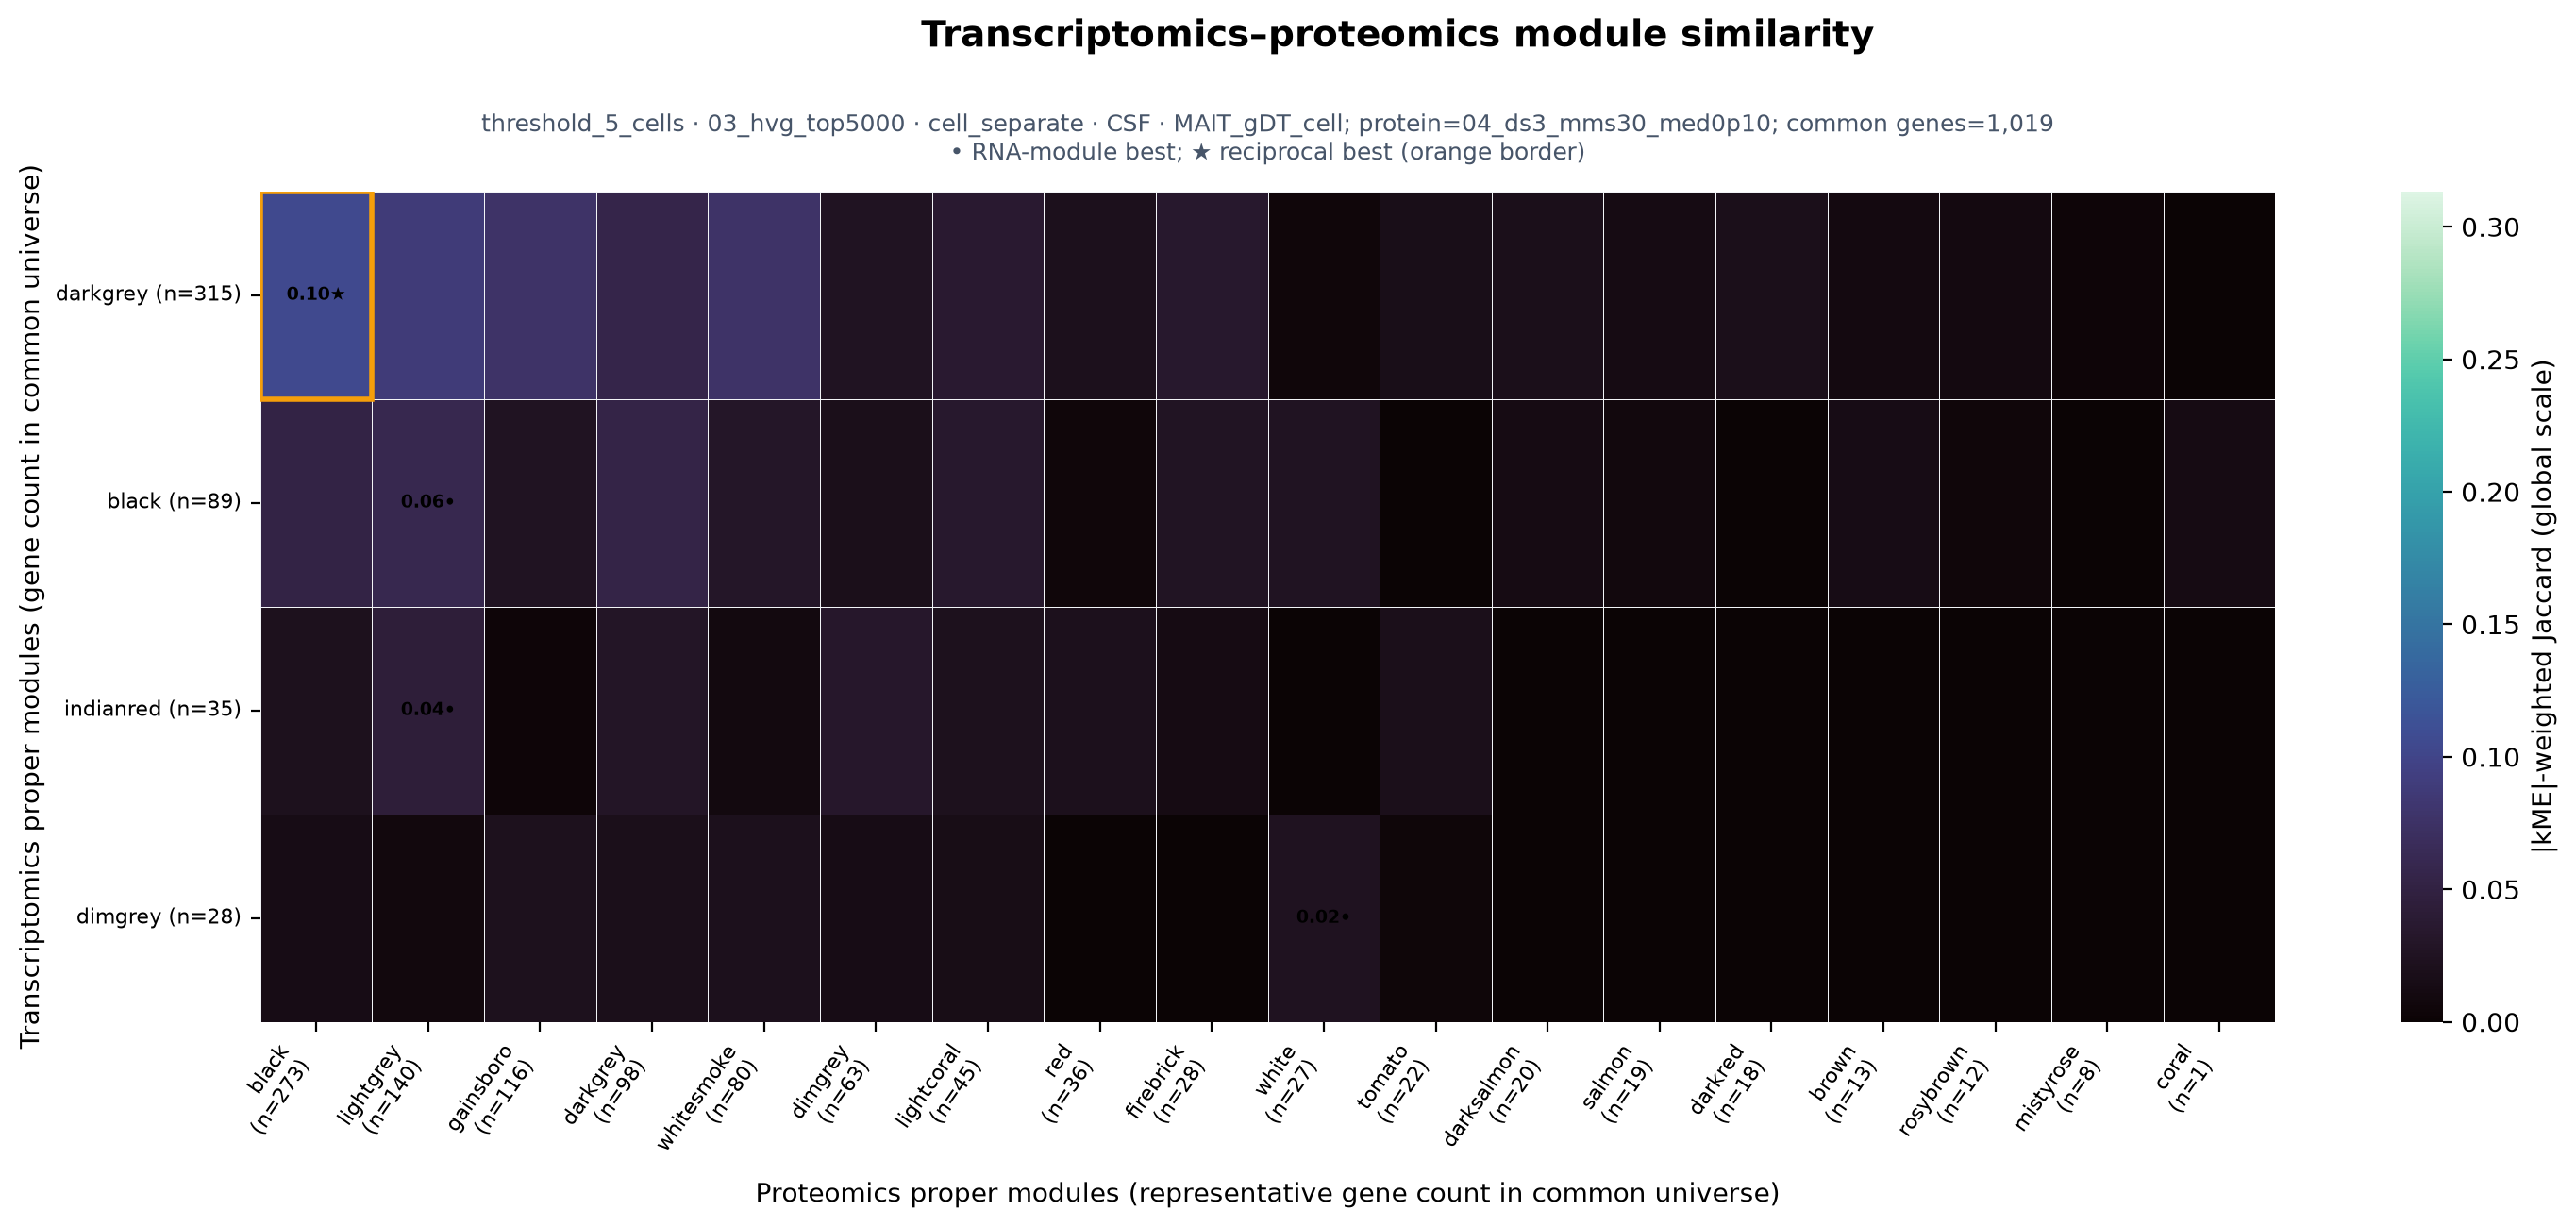 Transcriptomics–proteomics module similarity
threshold_5_cells · 03_hvg_top5000 · cell_separate · CSF · MAIT_gDT_cell; protein=04_ds3_mms30_med0p10; common genes=1,019
• RNA-module best; ★ reciprocal best (orange border)
Transcriptomics proper modules (gene count in common universe)
darkgrey (n=315)
black (n=89)
indianred (n=35)
dimgrey (n=28)
0.10★
0.06•
0.04•
0.02•
black
(n=273)
lightgrey
(n=140)
gainsboro
(n=116)
darkgrey
(n=98)
whitesmoke
(n=80)
dimgrey
(n=63)
lightcoral
(n=45)
red
(n=36)
firebrick
(n=28)
white
(n=27)
tomato
(n=22)
darksalmon
(n=20)
salmon
(n=19)
darkred
(n=18)
brown
(n=13)
rosybrown
(n=12)
mistyrose
(n=8)
coral
(n=1)
Proteomics proper modules (representative gene count in common universe)
0.30
0.25
0.20
0.15
0.10
0.05
0.00
|kME|-weighted Jaccard (global scale)